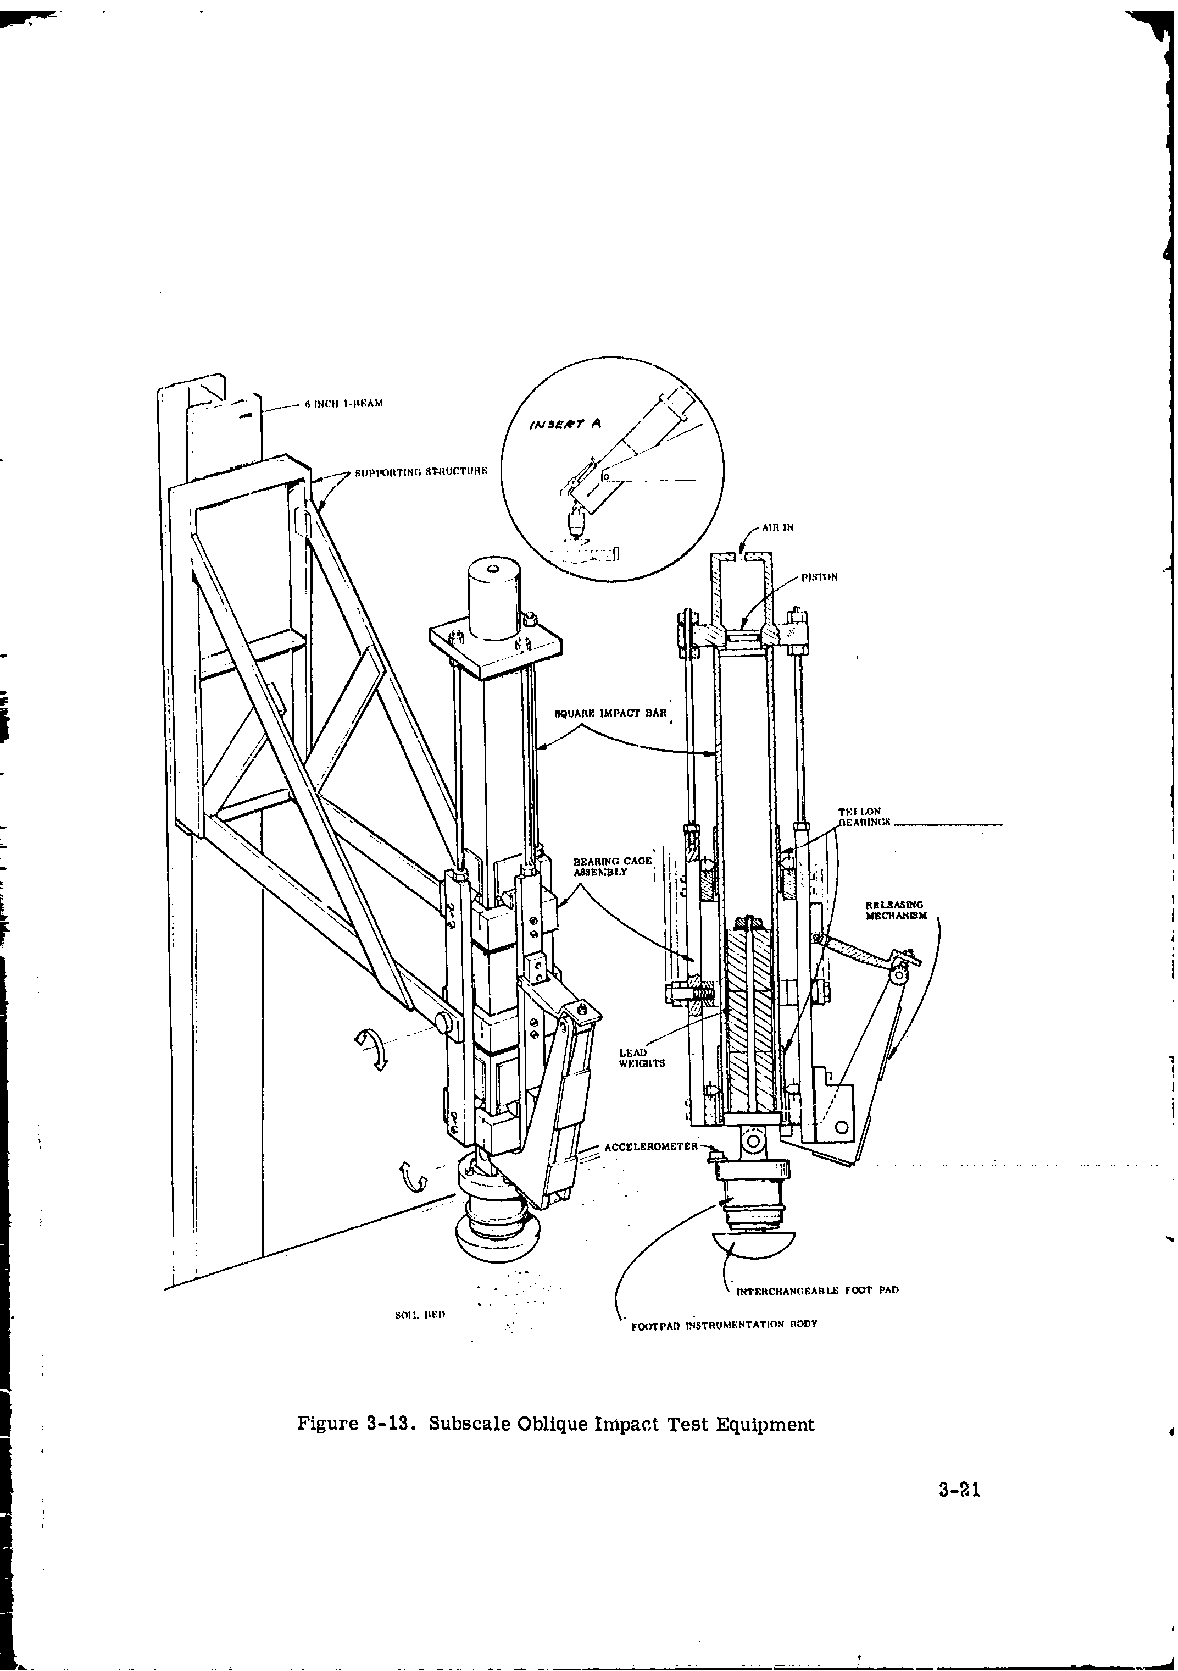 6 INCH I-BEAM
SUPPORTING STRUCTURE
INSERT A
AIR IN
PISTON
SQUARE IMPACT BAR
TEFLON
BEARINGS
BEARING CAGE
ASSEMBLY
RELEASING
MECHANISM
LEAD
WEIGHTS
ACCELEROMETER
INTERCHANGEABLE FOOT PAD
SOIL BED
FOOTPAD INSTRUMENTATION BODY
Figure 3-13. Subscale Oblique Impact Test Equipment
3-21